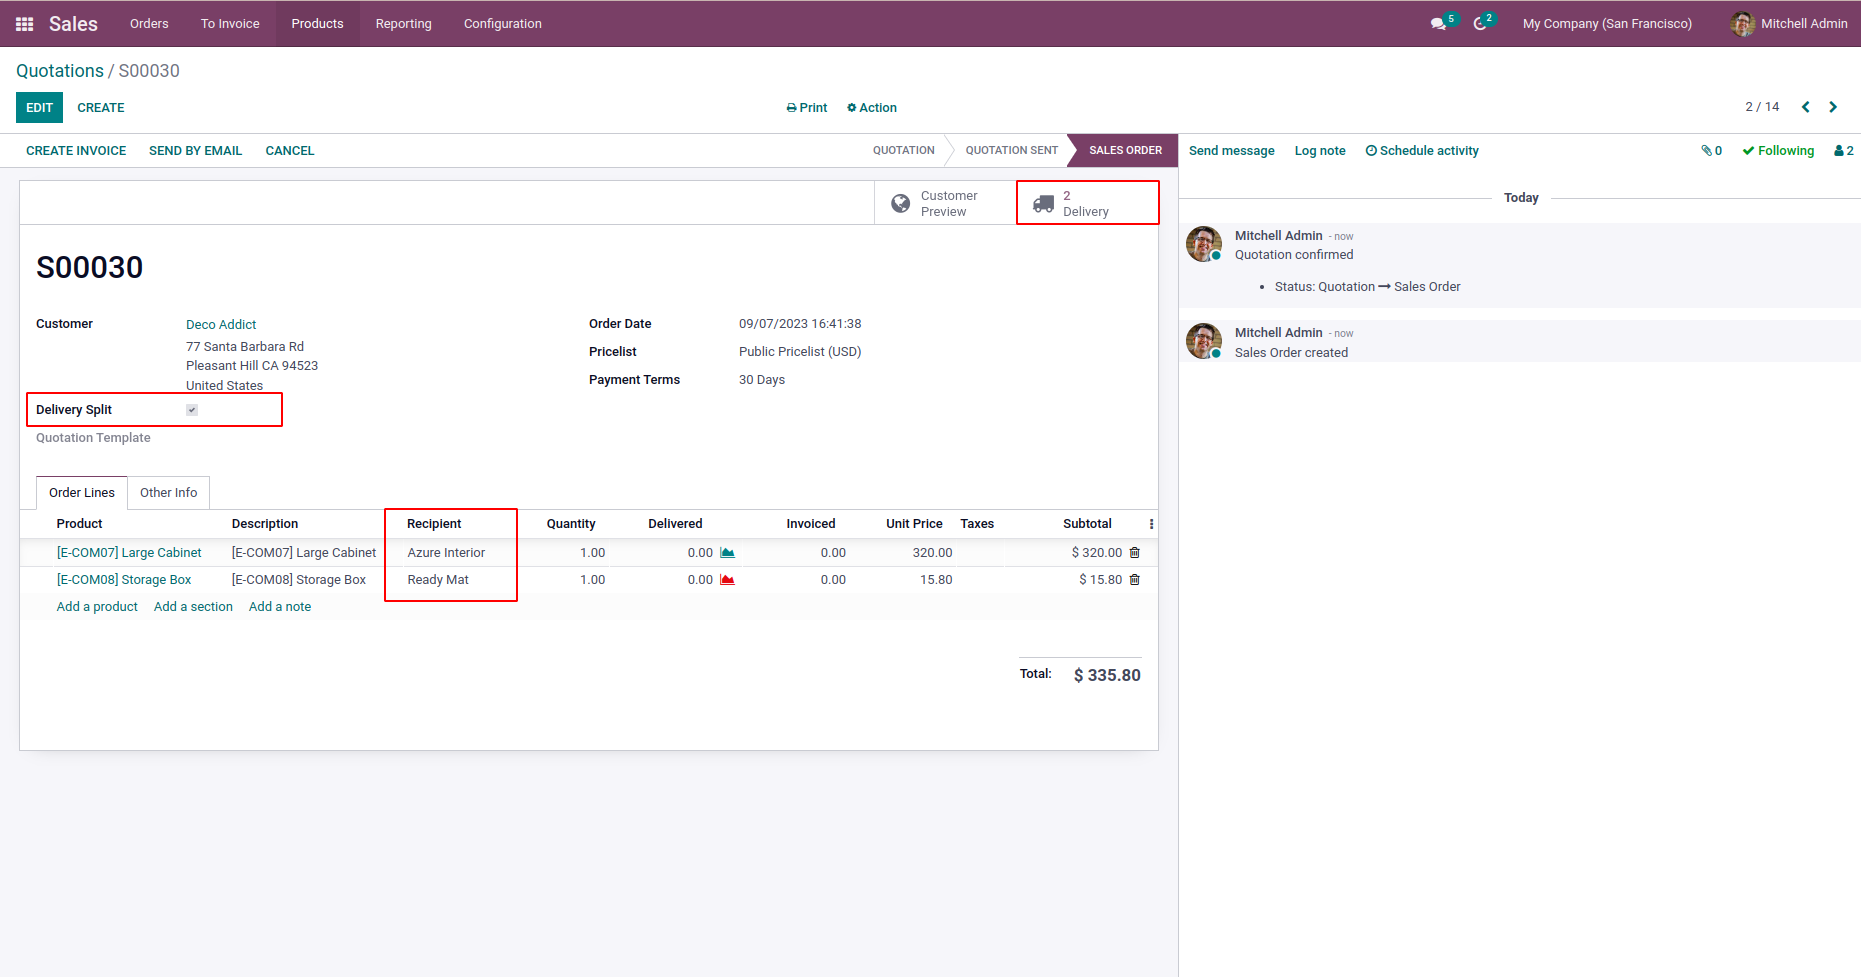 Sales Orders To Invoice Products Reporting Configuration 5 2 My Company (San Francisco) Mitchell Admin
Quotations / S00030
EDIT CREATE Print Action 2 / 14
CREATE INVOICE SEND BY EMAIL CANCEL QUOTATION QUOTATION SENT SALES ORDER
Customer
Preview
2
Delivery
S00030
Customer Deco Addict
77 Santa Barbara Rd
Pleasant Hill CA 94523
United States
Order Date 09/07/2023 16:41:38
Pricelist Public Pricelist (USD)
Payment Terms 30 Days
Delivery Split
Quotation Template
Order Lines Other Info
Product Description Recipient Quantity Delivered Invoiced Unit Price Taxes Subtotal
[E-COM07] Large Cabinet [E-COM07] Large Cabinet Azure Interior 1.00 0.00 0.00 320.00 $ 320.00
[E-COM08] Storage Box [E-COM08] Storage Box Ready Mat 1.00 0.00 0.00 15.80 $ 15.80
Add a product Add a section Add a note
Total: $ 335.80
Send message Log note Schedule activity 0 Following 2
Today
Mitchell Admin - now
Quotation confirmed
• Status: Quotation → Sales Order
Mitchell Admin - now
Sales Order created